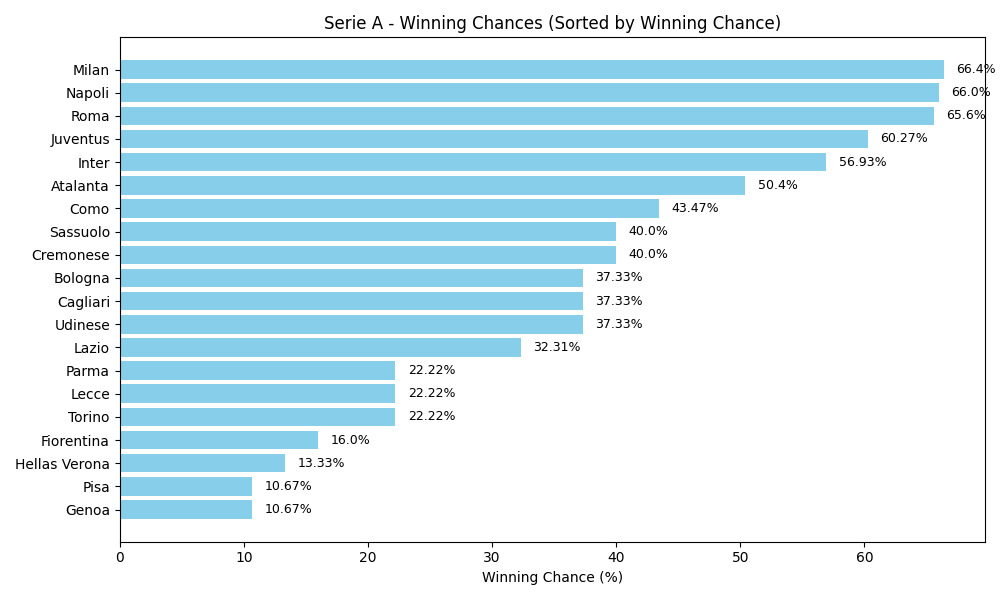 Serie A - Winning Chances (Sorted by Winning Chance)
Milan 66.4%
Napoli 66.0%
Roma 65.6%
Juventus 60.27%
Inter 56.93%
Atalanta 50.4%
Como 43.47%
Sassuolo 40.0%
Cremonese 40.0%
Bologna 37.33%
Cagliari 37.33%
Udinese 37.33%
Lazio 32.31%
Parma 22.22%
Lecce 22.22%
Torino 22.22%
Fiorentina 16.0%
Hellas Verona 13.33%
Pisa 10.67%
Genoa 10.67%
0 10 20 30 40 50 60
Winning Chance (%)